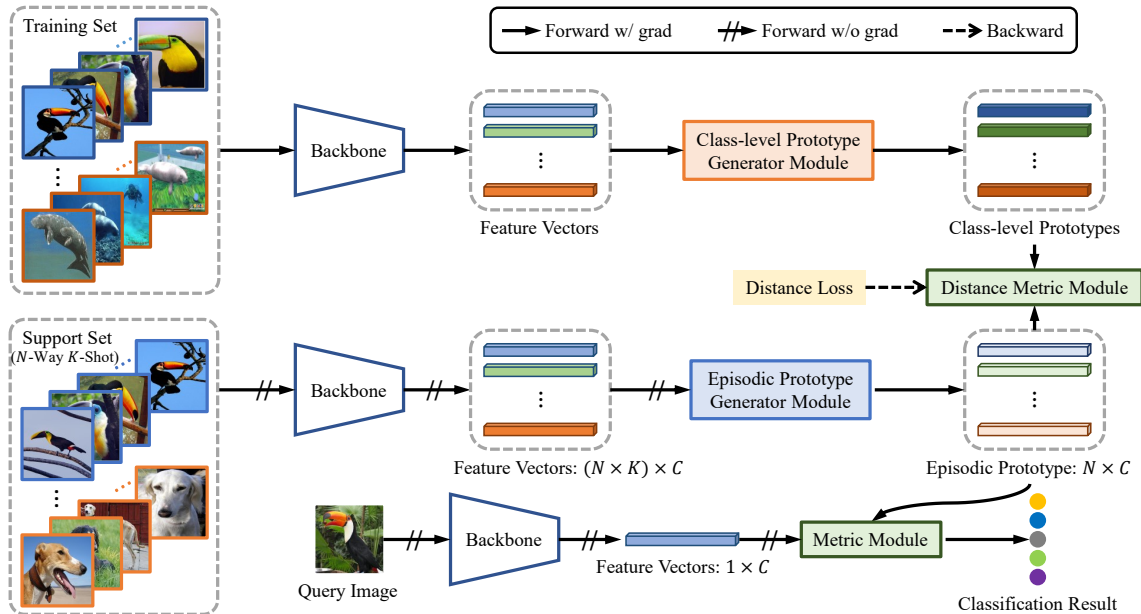 Training Set
Forward w/ grad
Forward w/o grad
Backward
Backbone
Class-level Prototype
Generator Module
Feature Vectors
Class-level Prototypes
Distance Loss
Distance Metric Module
Support Set
(N-Way K-Shot)
Backbone
Episodic Prototype
Generator Module
Feature Vectors: (N × K) × C
Episodic Prototype: N × C
Backbone
Metric Module
Feature Vectors: 1 × C
Query Image
Classification Result